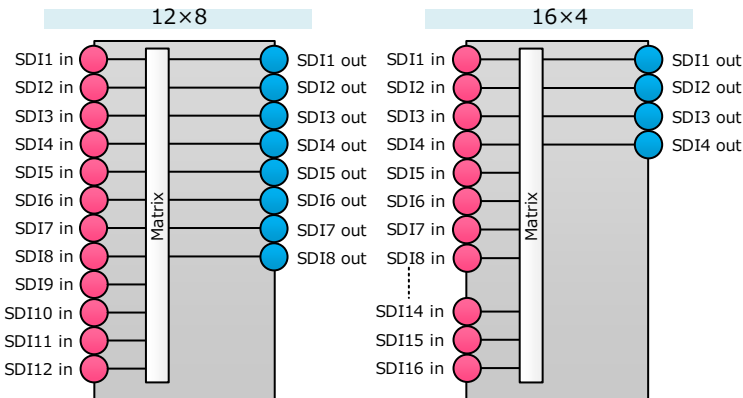 12×8
SDI1 in
SDI2 in
SDI3 in
SDI4 in
SDI5 in
SDI6 in
SDI7 in
SDI8 in
SDI9 in
SDI10 in
SDI11 in
SDI12 in
Matrix
SDI1 out
SDI2 out
SDI3 out
SDI4 out
SDI5 out
SDI6 out
SDI7 out
SDI8 out
16×4
SDI1 in
SDI2 in
SDI3 in
SDI4 in
SDI5 in
SDI6 in
SDI7 in
SDI8 in
SDI14 in
SDI15 in
SDI16 in
Matrix
SDI1 out
SDI2 out
SDI3 out
SDI4 out